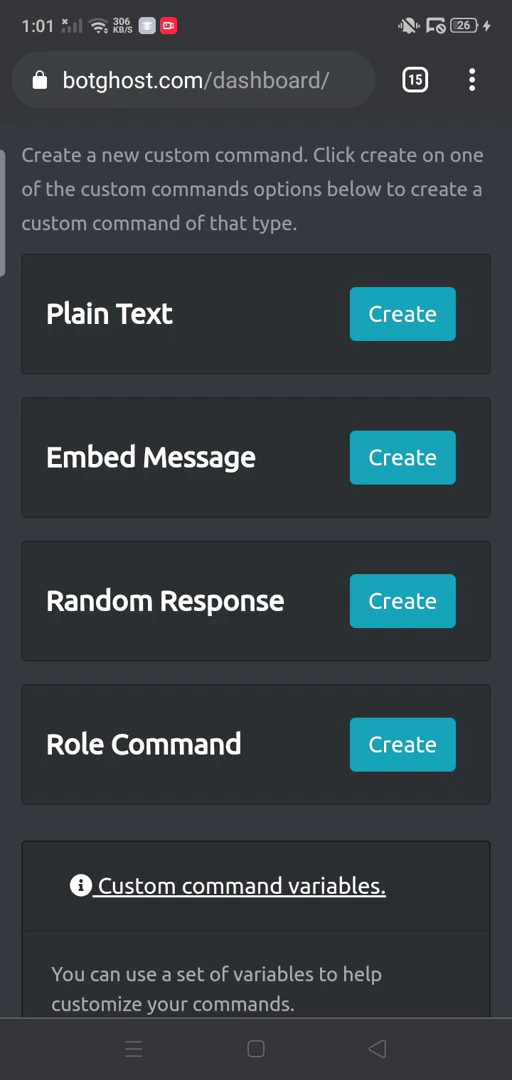 1:01
306
KB/S
26
botghost.com/dashboard/
15
Create a new custom command. Click create on one
of the custom commands options below to create a
custom command of that type.
Plain Text
Create
Embed Message
Create
Random Response
Create
Role Command
Create
Custom command variables.
You can use a set of variables to help
customize your commands.